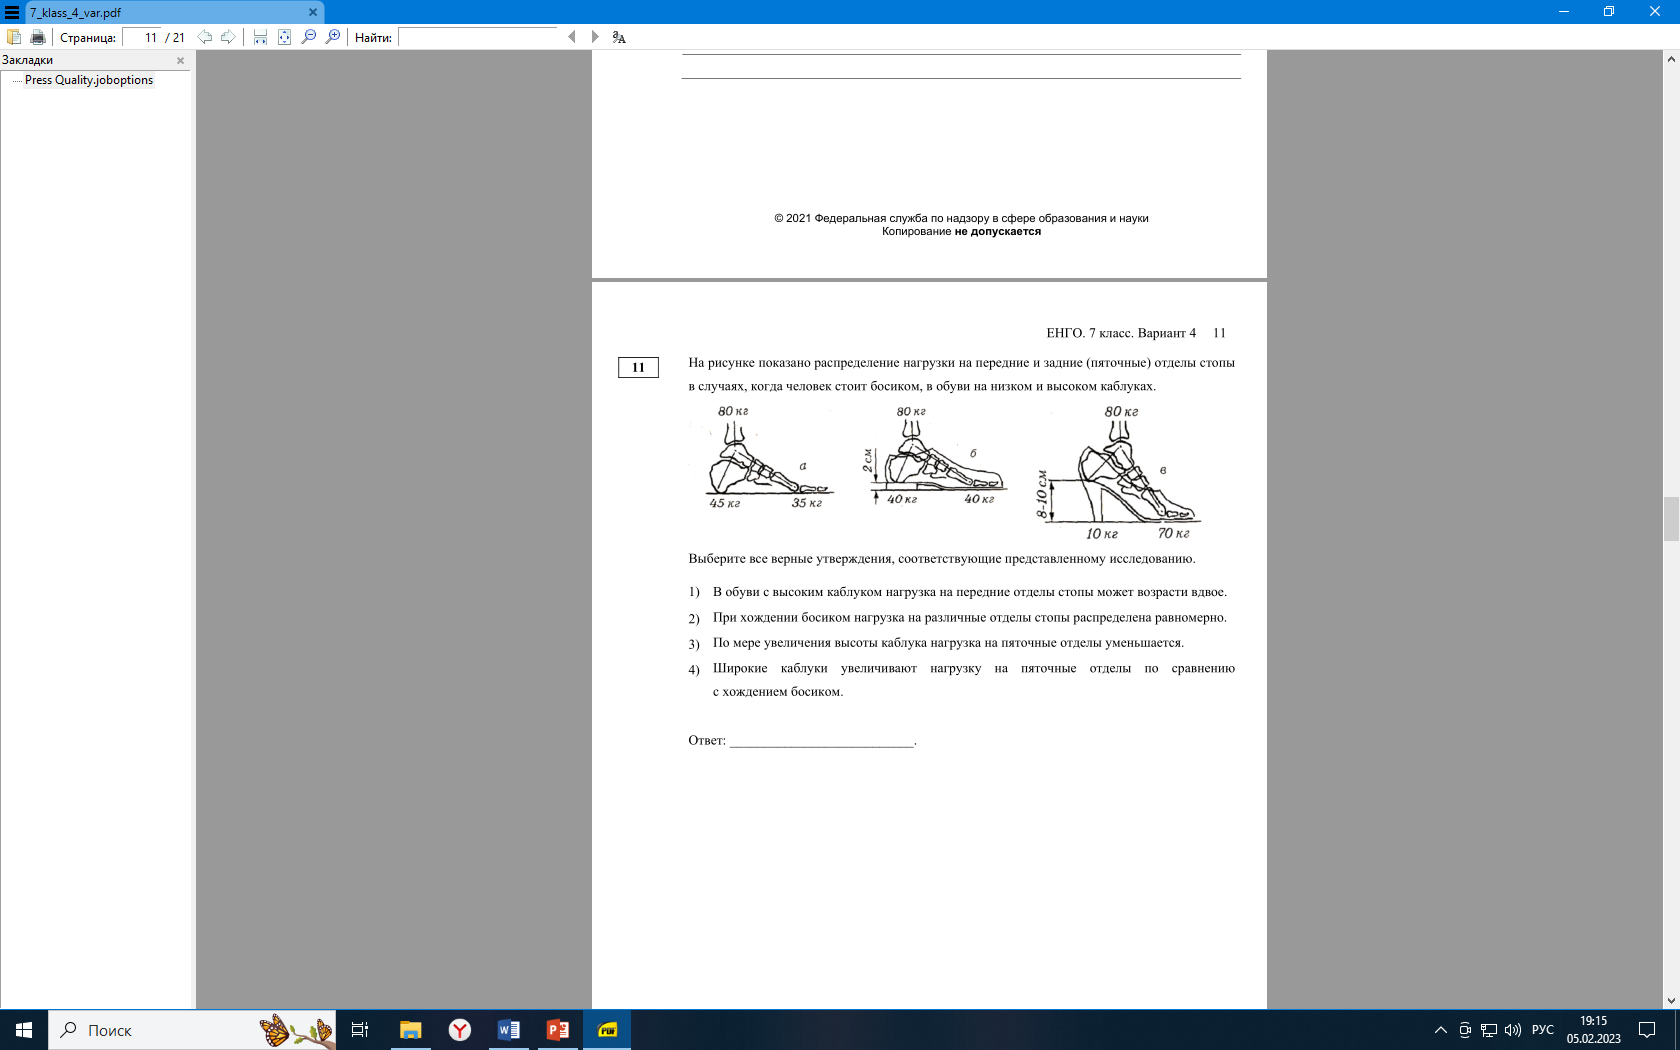 7_klass_4_var.pdf
Страница: 11 / 21 Найти:
Закладки
Press Quality.joboptions
© 2021 Федеральная служба по надзору в сфере образования и науки
Копирование не допускается
ЕНГО. 7 класс. Вариант 4 11
11
На рисунке показано распределение нагрузки на передние и задние (пяточные) отделы стопы
в случаях, когда человек стоит босиком, в обуви на низком и высоком каблуках.
80 кг 80 кг 80 кг
а б в
2 см
8-10 см
45 кг 35 кг 40 кг 40 кг
10 кг 70 кг
Выберите все верные утверждения, соответствующие представленному исследованию.
1) В обуви с высоким каблуком нагрузка на передние отделы стопы может возрасти вдвое.
2) При хождении босиком нагрузка на различные отделы стопы распределена равномерно.
3) По мере увеличения высоты каблука нагрузка на пяточные отделы уменьшается.
4) Широкие каблуки увеличивают нагрузку на пяточные отделы по сравнению
с хождением босиком.
Ответ: ___________________________.
Поиск
РУС
19:15
05.02.2023